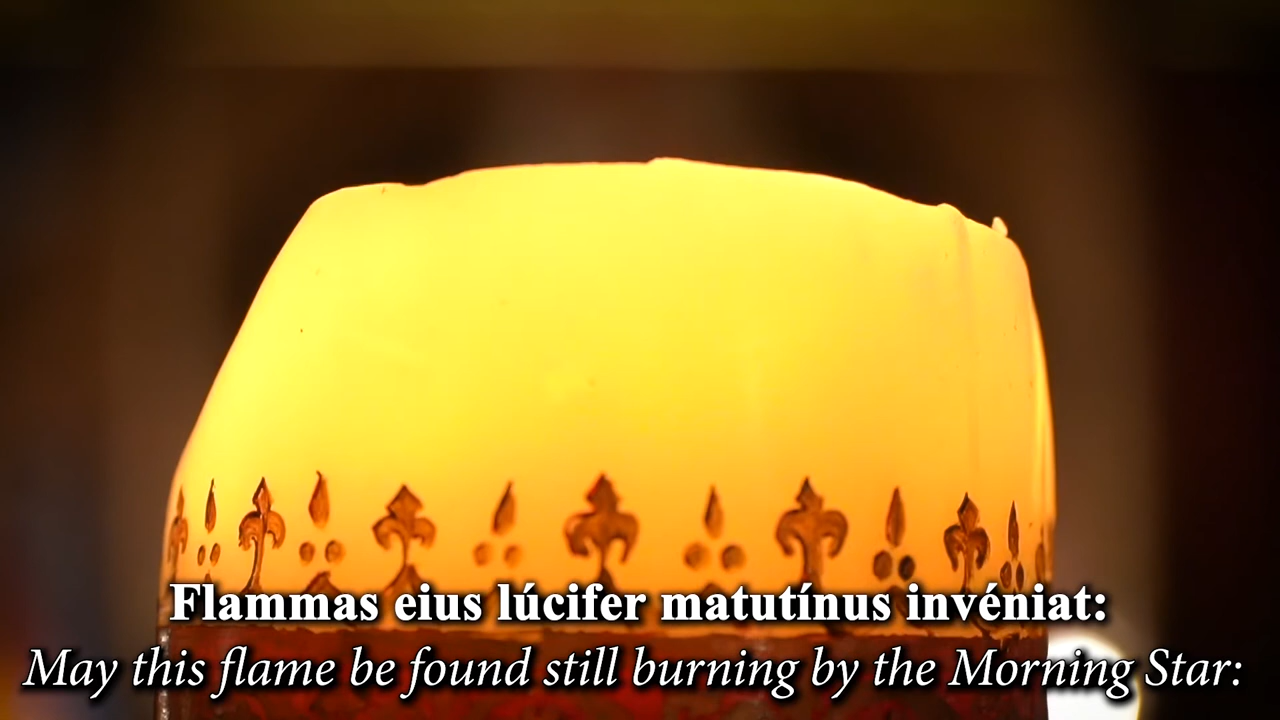 Flammas eius lúcifer matutínus invéniat:
May this flame be found still burning by the Morning Star: